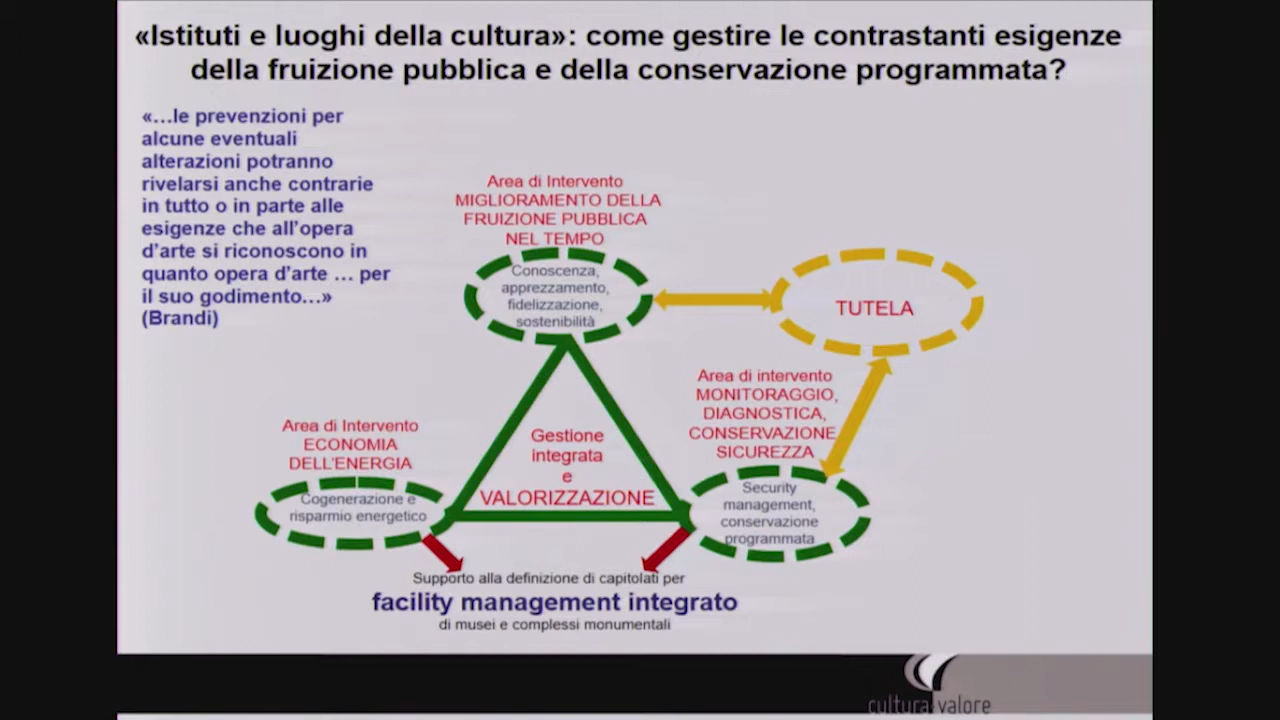 «Istituti e luoghi della cultura»: come gestire le contrastanti esigenze
della fruizione pubblica e della conservazione programmata?
«...le prevenzioni per
alcune eventuali
alterazioni potranno
rivelarsi anche contrarie
in tutto o in parte alle
esigenze che all'opera
d'arte si riconoscono in
quanto opera d'arte ... per
il suo godimento...»
(Brandi)
Area di Intervento
MIGLIORAMENTO DELLA
FRUIZIONE PUBBLICA
NEL TEMPO
Conoscenza,
apprezzamento,
fidelizzazione,
sostenibilità
TUTELA
Area di intervento
MONITORAGGIO,
DIAGNOSTICA,
CONSERVAZIONE
SICUREZZA
Area di Intervento
ECONOMIA
DELL'ENERGIA
Gestione
integrata
e
VALORIZZAZIONE
Cogenerazione e
risparmio energetico
Security
management,
conservazione
programmata
Supporto alla definizione di capitolati per
facility management integrato
di musei e complessi monumentali
cultura valore